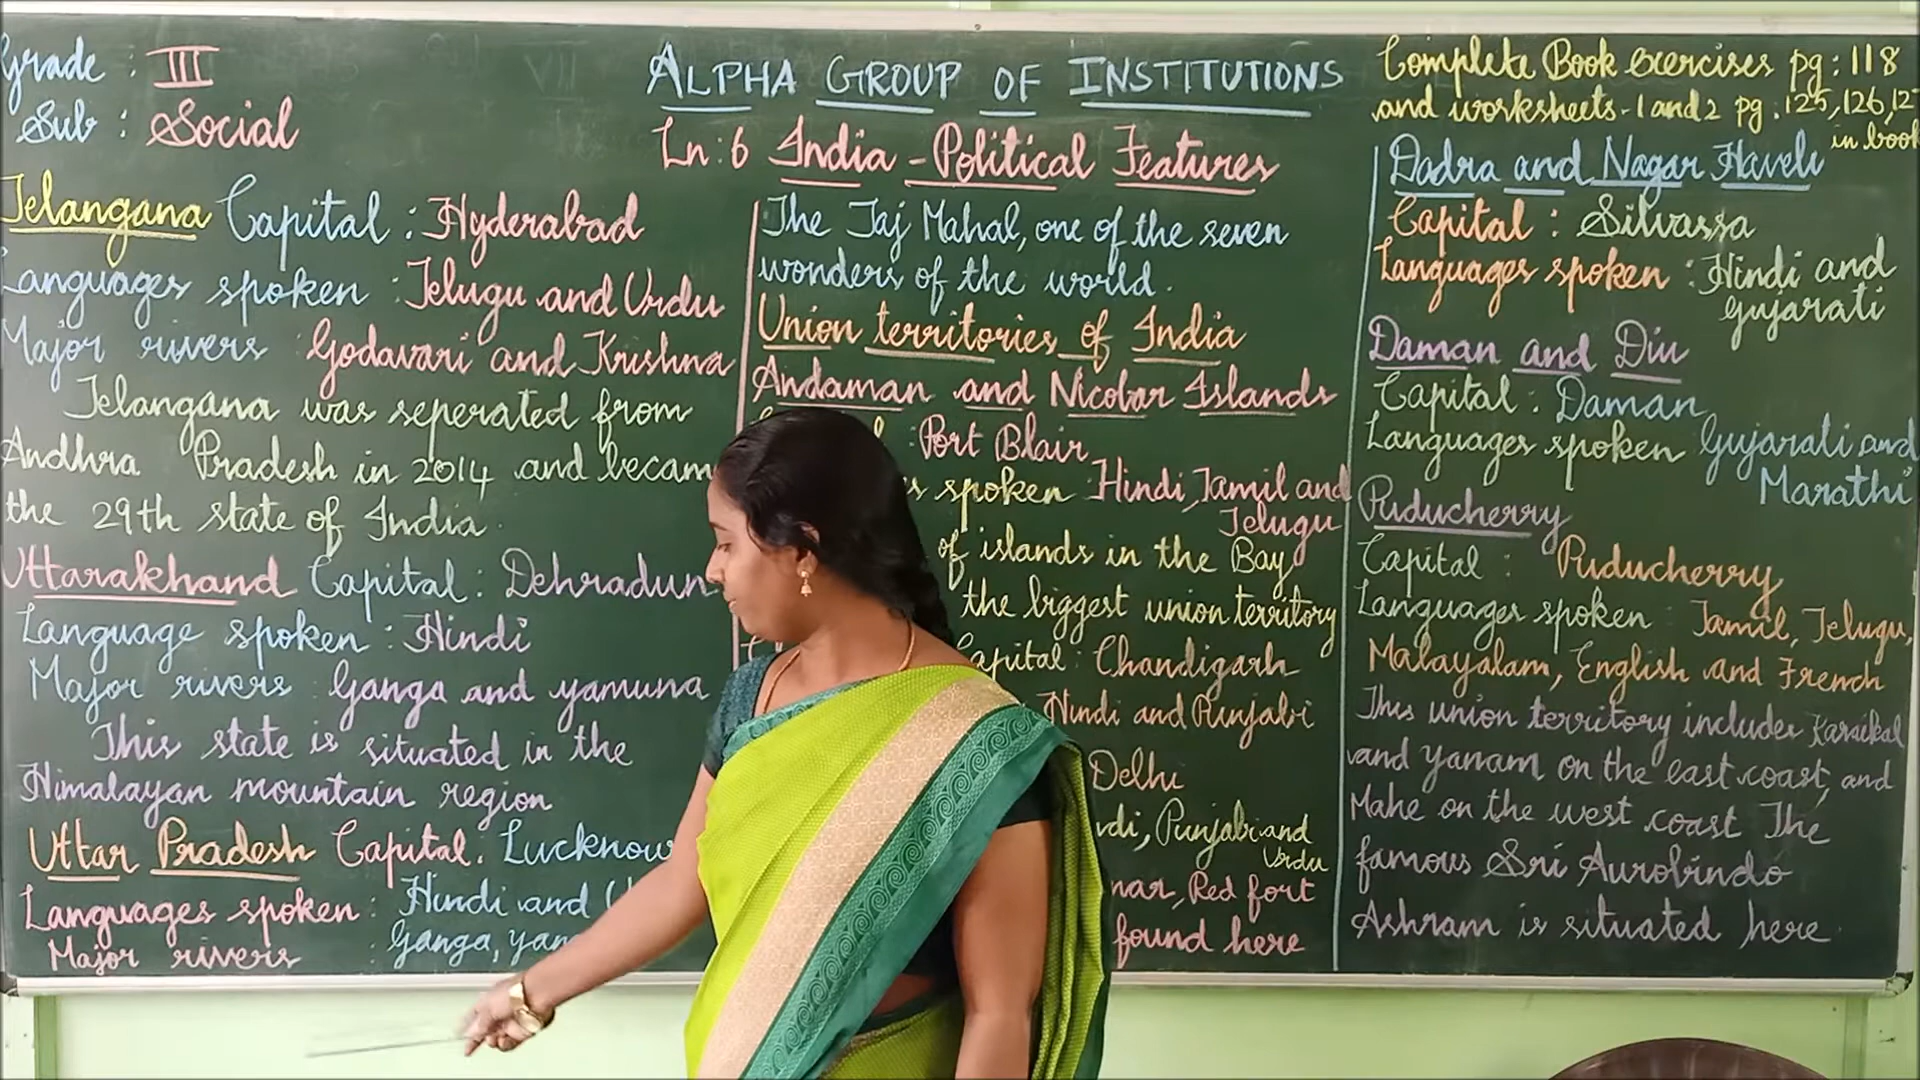 Grade : III
Sub : Social
ALPHA GROUP OF INSTITUTIONS
Ln:6 India - Political Features
Complete Book exercises pg: 118
and worksheets-1 and 2 pg. 125, 126,
in book
Telangana Capital : Hyderabad
Languages spoken : Telugu and Urdu
Major rivers : Godavari and Krushna
Telangana was seperated from
Andhra Pradesh in 2014 and becam
the 29th state of India.
Uttarakhand Capital : Dehradun
Language spoken : Hindi
Major rivers : Ganga and yamuna
This state is situated in the
Himalayan mountain region
Uttar Pradesh Capital. Lucknow
Languages spoken : Hindi and
Major rivers : Ganga, yam
The Taj Mahal, one of the seven
wonders of the world.
Union territories of India
Andaman and Nicobar Islands
: Port Blair
spoken : Hindi, Tamil and
Telugu
of islands in the Bay
the biggest union territory
Capital : Chandigarh
Hindi and Punjabi
Delhi
Punjabi and
Urdu
Red fort
found here
Dadra and Nagar Haveli
Capital : Silvassa
Languages spoken : Hindi and
Gujarati
Daman and Diu
Capital : Daman
Languages spoken Gujarati and
Marathi
Puducherry
Capital : Puducherry
Languages spoken : Tamil, Telugu,
Malayalam, English and French
This union territory includes Karaikal
and yanam on the east coast, and
Mahe on the west coast The
famous Sri Aurobindo
Ashram is situated here.